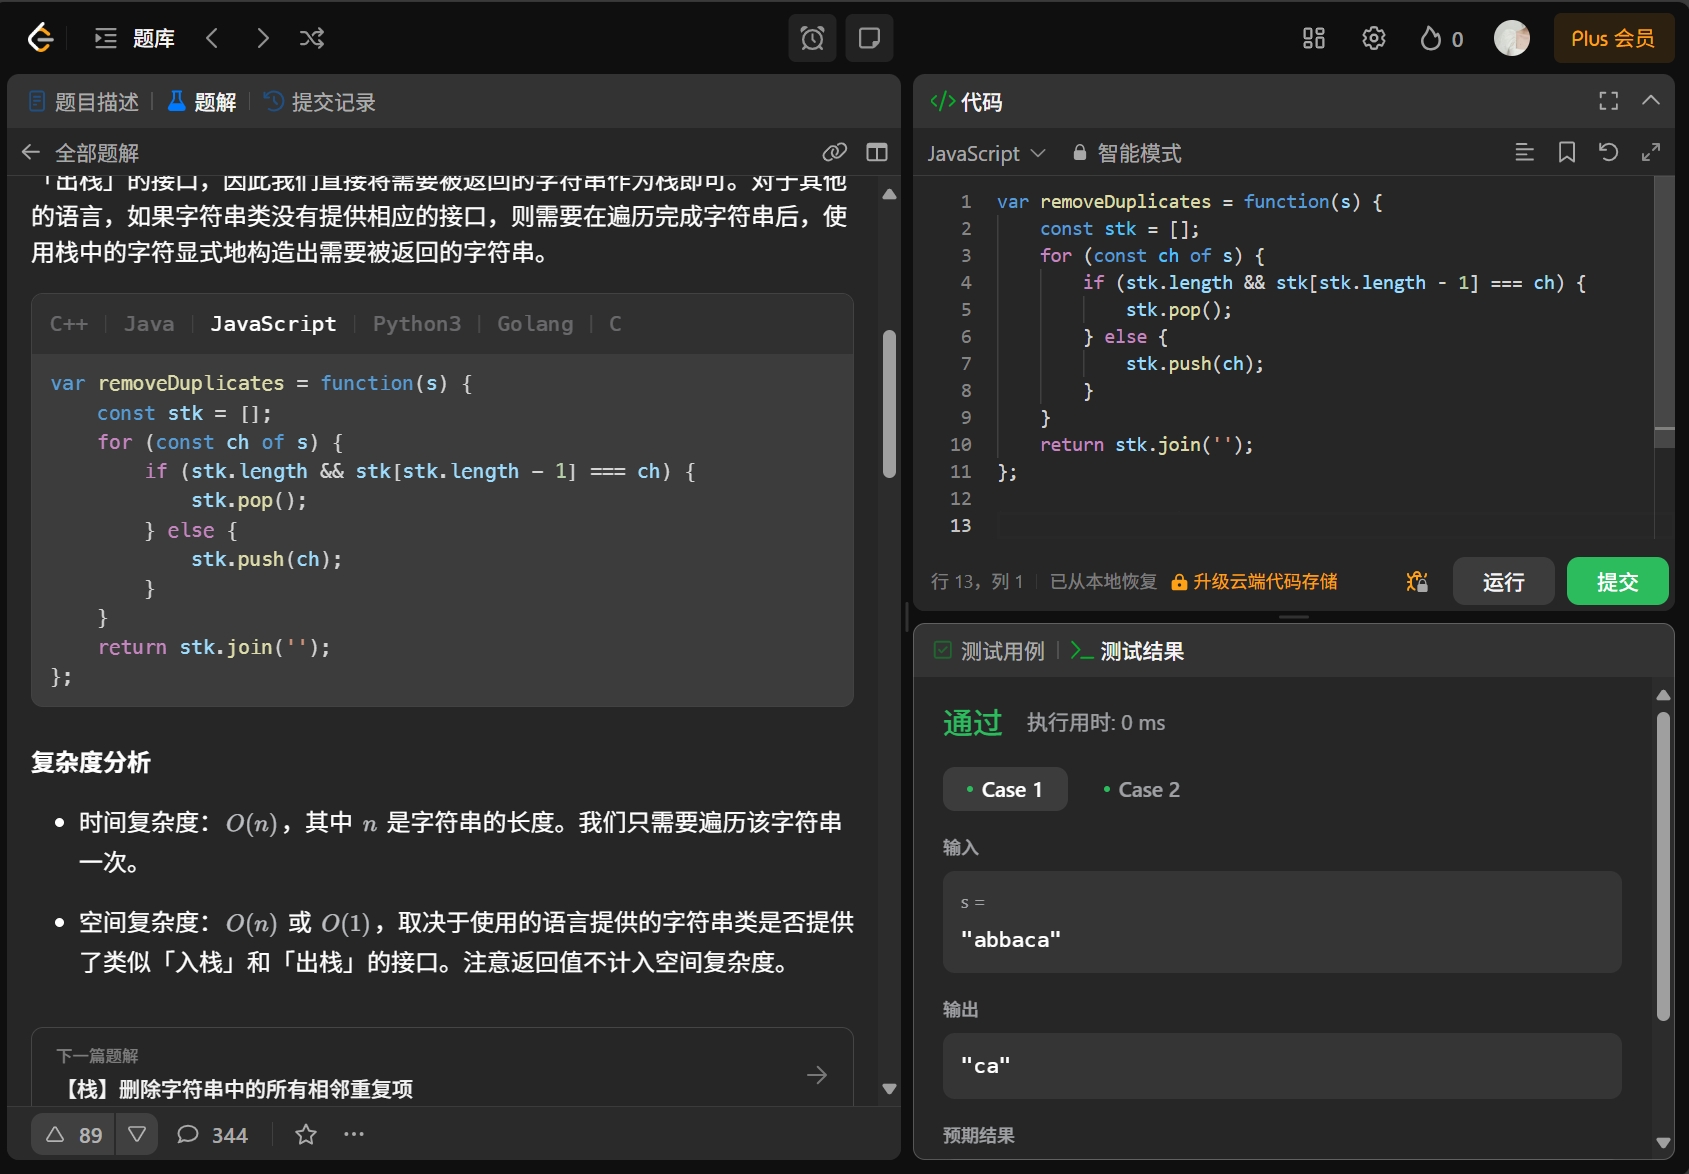 题库
0
Plus 会员
题目描述
题解
提交记录
全部题解
「出栈」的接口，因此我们直接将需要被返回的字符串作为栈即可。对于其他
的语言，如果字符串类没有提供相应的接口，则需要在遍历完成字符串后，使
用栈中的字符显式地构造出需要被返回的字符串。
C++ | Java | JavaScript | Python3 | Golang | C
var removeDuplicates = function(s) {
    const stk = [];
    for (const ch of s) {
        if (stk.length && stk[stk.length - 1] === ch) {
            stk.pop();
        } else {
            stk.push(ch);
        }
    }
    return stk.join('');
};
复杂度分析
• 时间复杂度：O(n)，其中 n 是字符串的长度。我们只需要遍历该字符串
一次。
• 空间复杂度：O(n) 或 O(1)，取决于使用的语言提供的字符串类是否提供
了类似「入栈」和「出栈」的接口。注意返回值不计入空间复杂度。
下一篇题解
【栈】删除字符串中的所有相邻重复项
89
344
代码
JavaScript
智能模式
1 var removeDuplicates = function(s) {
2     const stk = [];
3     for (const ch of s) {
4         if (stk.length && stk[stk.length - 1] === ch) {
5             stk.pop();
6         } else {
7             stk.push(ch);
8         }
9     }
10     return stk.join('');
11 };
12
13
行 13，列 1
已从本地恢复
升级云端代码存储
运行
提交
测试用例
测试结果
通过
执行用时: 0 ms
• Case 1
• Case 2
输入
s =
"abbaca"
输出
"ca"
预期结果